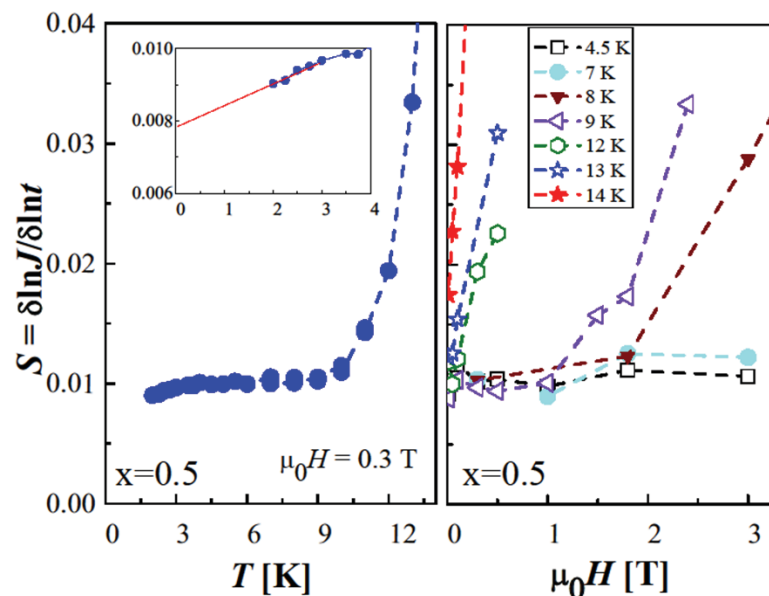 S = δlnJ/δlnt
0.04
0.03
0.02
0.01
0.00
0.010
0.008
0.006
0 1 2 3 4
x=0.5
μ0H = 0.3 T
0 3 6 9 12
T [K]
4.5 K
7 K
8 K
9 K
12 K
13 K
14 K
x=0.5
0 1 2 3
μ0H [T]